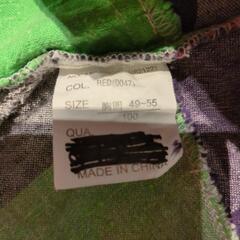 COL. RED(0047)
SIZE 胸囲 49-55
100
QUA
MADE IN CHINA